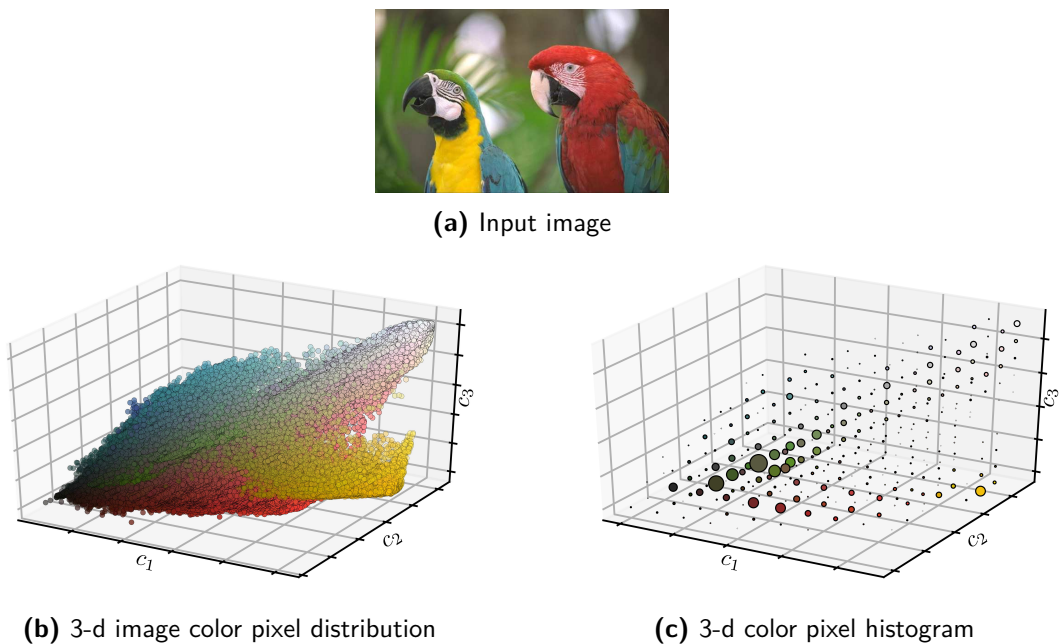 (a) Input image
c3
c3
c2
c2
c1
c1
(b) 3-d image color pixel distribution
(c) 3-d color pixel histogram